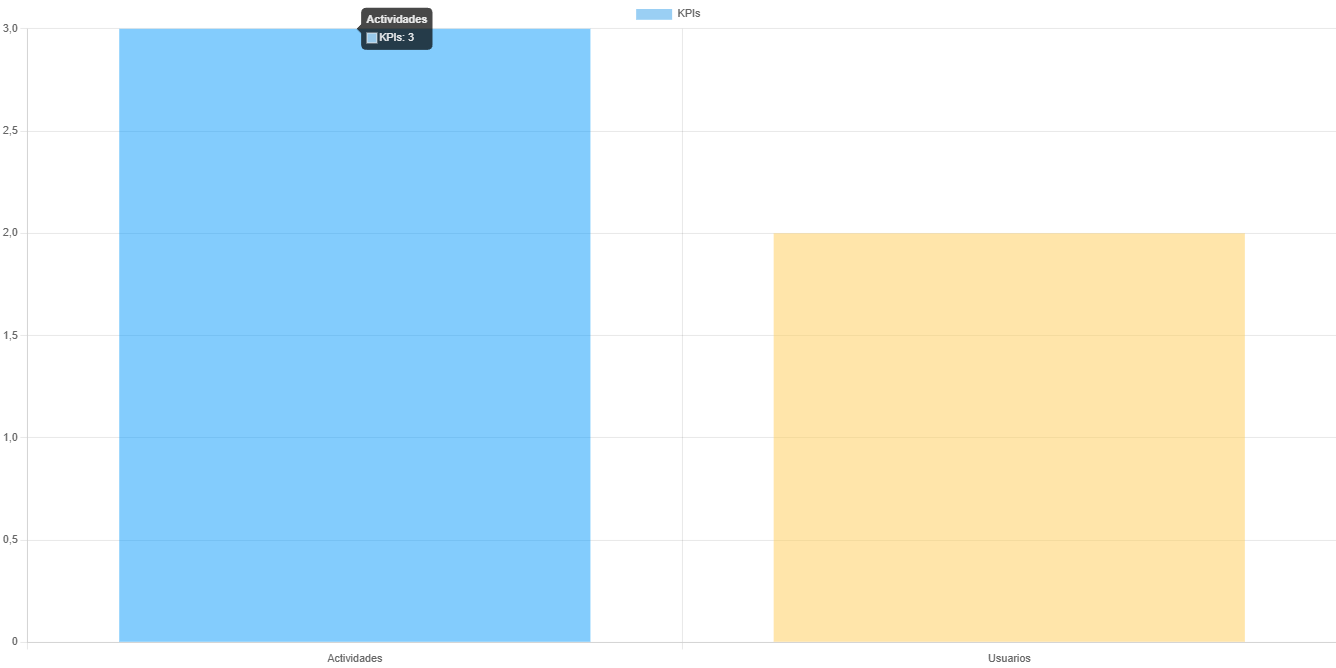 KPIs
Actividades
KPIs: 3
3,0
2,5
2,0
1,5
1,0
0,5
0
Actividades
Usuarios